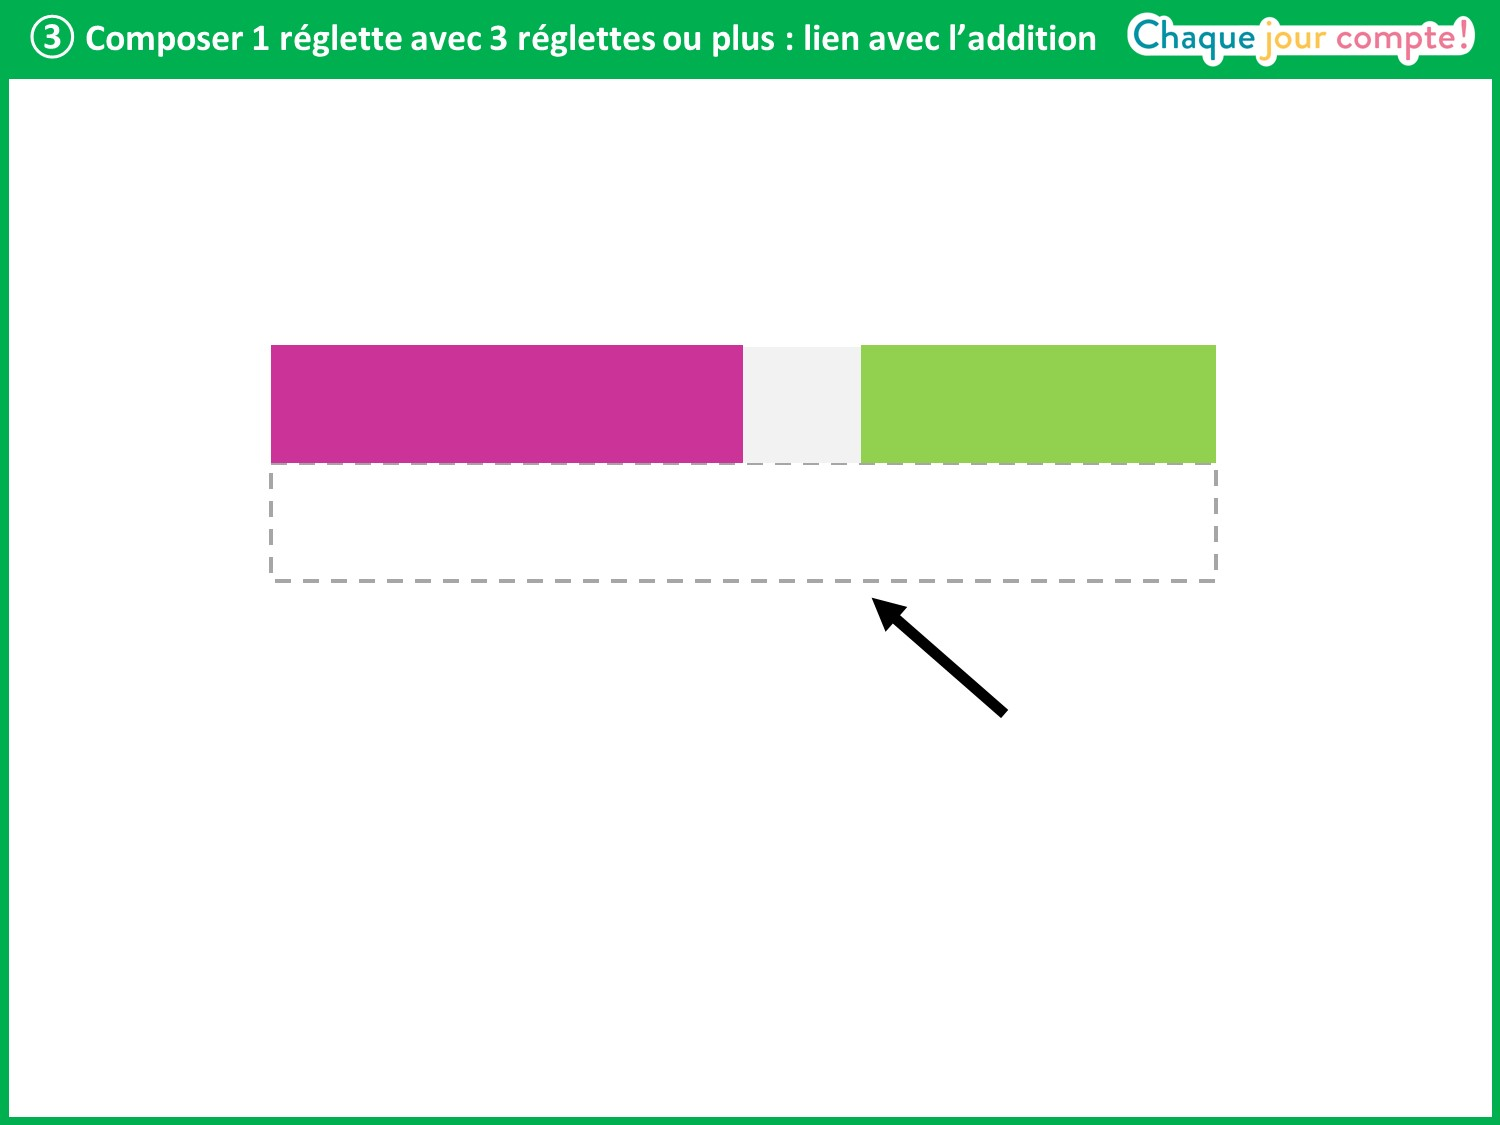 ③ Composer 1 réglette avec 3 réglettes ou plus : lien avec l’addition
Chaque jour compte!